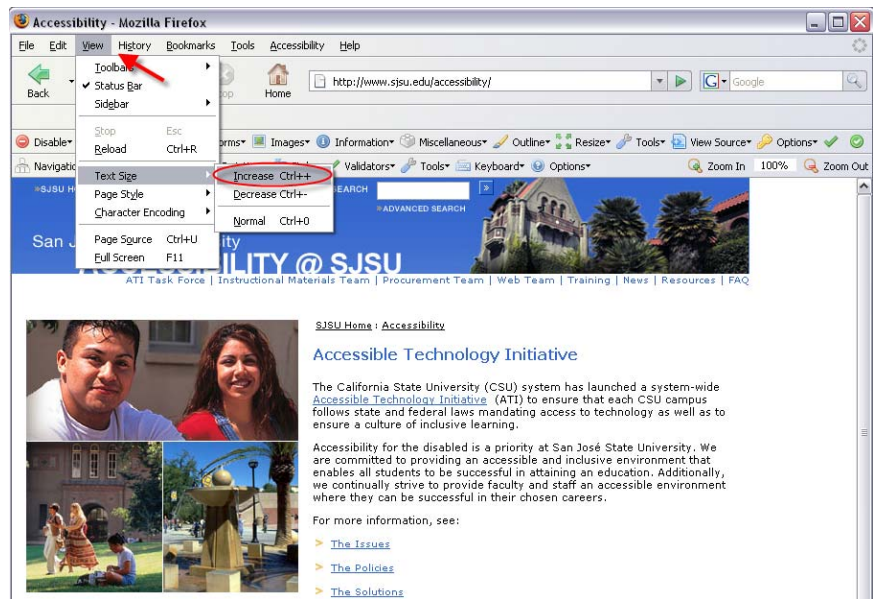 Accessibility - Mozilla Firefox
File Edit View History Bookmarks Tools Accessibility Help
Toolbars
Status Bar
Sidebar
Stop Esc
Reload Ctrl+R
Text Size
Page Style
Character Encoding
Page Source Ctrl+U
Full Screen F11
Increase Ctrl++
Decrease Ctrl+-
Normal Ctrl+0
Back Home http://www.sjsu.edu/accessibility/ G Google
Disable Images Information Miscellaneous Outline Resize Tools View Source Options
Validators Tools Keyboard Options Zoom In 100% Zoom Out
»SJSU SEARCH
»ADVANCED SEARCH
San
@ SJSU
ATI Task Force | Instructional Materials Team | Procurement Team | Web Team | Training | News | Resources | FAQ
SJSU Home : Accessibility
Accessible Technology Initiative
The California State University (CSU) system has launched a system-wide
Accessible Technology Initiative (ATI) to ensure that each CSU campus
follows state and federal laws mandating access to technology as well as to
ensure a culture of inclusive learning.
Accessibility for the disabled is a priority at San José State University. We
are committed to providing an accessible and inclusive environment that
enables all students to be successful in attaining an education. Additionally,
we continually strive to provide faculty and staff an accessible environment
where they can be successful in their chosen careers.
For more information, see:
> The Issues
> The Policies
> The Solutions